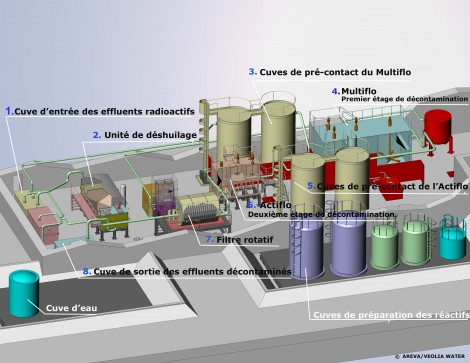 3. Cuves de pré-contact du Multiflo
4. Multiflo
Premier étage de décontamination
1. Cuve d'entrée des effluents radioactifs
2. Unité de déshuilage
5. Cuves de pré-contact de l'Actiflo
6. Actiflo
Deuxième étage de décontamination
7. Filtre rotatif
8. Cuve de sortie des effluents décontaminés
Cuve d'eau
Cuves de préparation des réactifs
© AREVA/VEOLIA WATER